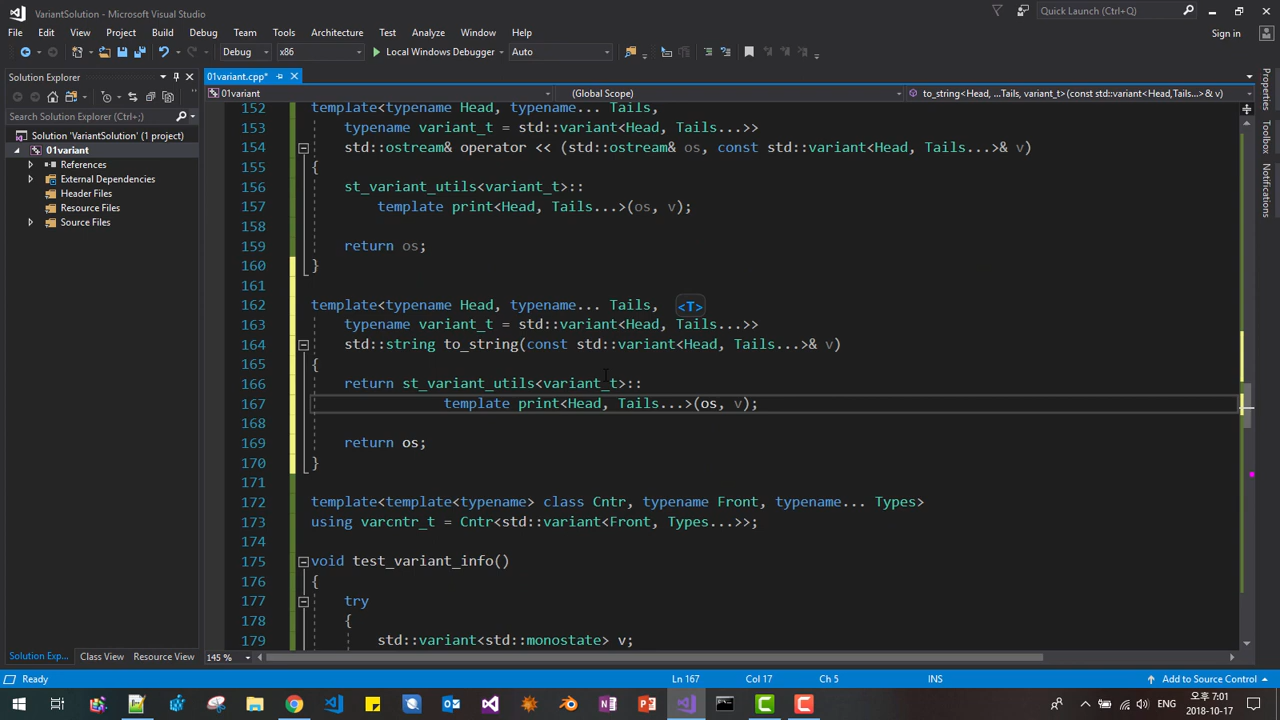 VariantSolution - Microsoft Visual Studio
Quick Launch (Ctrl+Q)
File Edit View Project Build Debug Team Tools Architecture Test Analyze Window Help
Sign in
Debug x86 Local Windows Debugger Auto
Solution Explorer
Search Solution Explorer (Ctrl+;)
Solution 'VariantSolution' (1 project)
01variant
References
External Dependencies
Header Files
Resource Files
Source Files
Solution Exp... Class View Resource View
01variant.cpp*
01variant (Global Scope) to_string<Head, ...Tails, variant_t>(const std::variant<Head,Tails...>& v)
152 template<typename Head, typename... Tails,
153 typename variant_t = std::variant<Head, Tails...>>
154 std::ostream& operator << (std::ostream& os, const std::variant<Head, Tails...>& v)
155 {
156 st_variant_utils<variant_t>::
157 template print<Head, Tails...>(os, v);
158
159 return os;
160 }
161
162 template<typename Head, typename... Tails, <T>
163 typename variant_t = std::variant<Head, Tails...>>
164 std::string to_string(const std::variant<Head, Tails...>& v)
165 {
166 return st_variant_utils<variant_t>::
167 template print<Head, Tails...>(os, v);
168
169 return os;
170 }
171
172 template<template<typename> class Cntr, typename Front, typename... Types>
173 using varcntr_t = Cntr<std::variant<Front, Types...>>;
174
175 void test_variant_info()
176 {
177 try
178 {
179 std::variant<std::monostate> v;
145 %
Properties
Toolbox
Notifications
Ready Ln 167 Col 17 Ch 5 INS Add to Source Control
ENG
오후 7:01
2018-10-17